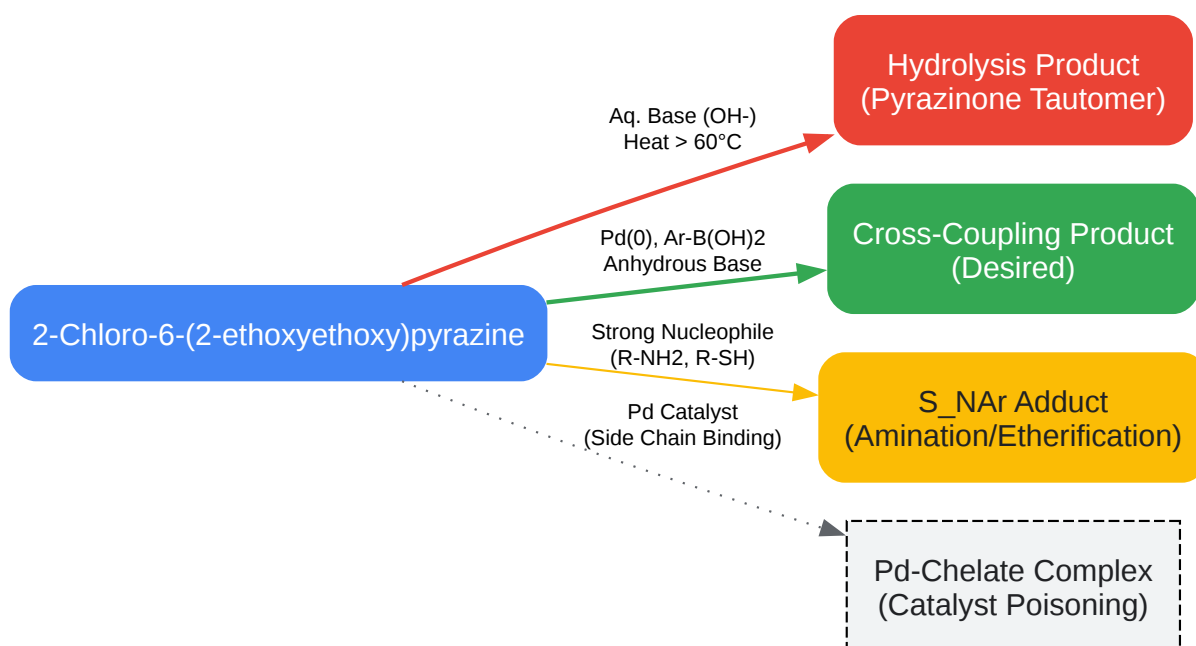 Hydrolysis Product
(Pyrazinone Tautomer)
Aq. Base (OH-)
Heat > 60°C
Cross-Coupling Product
(Desired)
Pd(0), Ar-B(OH)2
Anhydrous Base
2-Chloro-6-(2-ethoxyethoxy)pyrazine
Strong Nucleophile
(R-NH2, R-SH)
S_NAr Adduct
(Amination/Etherification)
Pd Catalyst
(Side Chain Binding)
Pd-Chelate Complex
(Catalyst Poisoning)